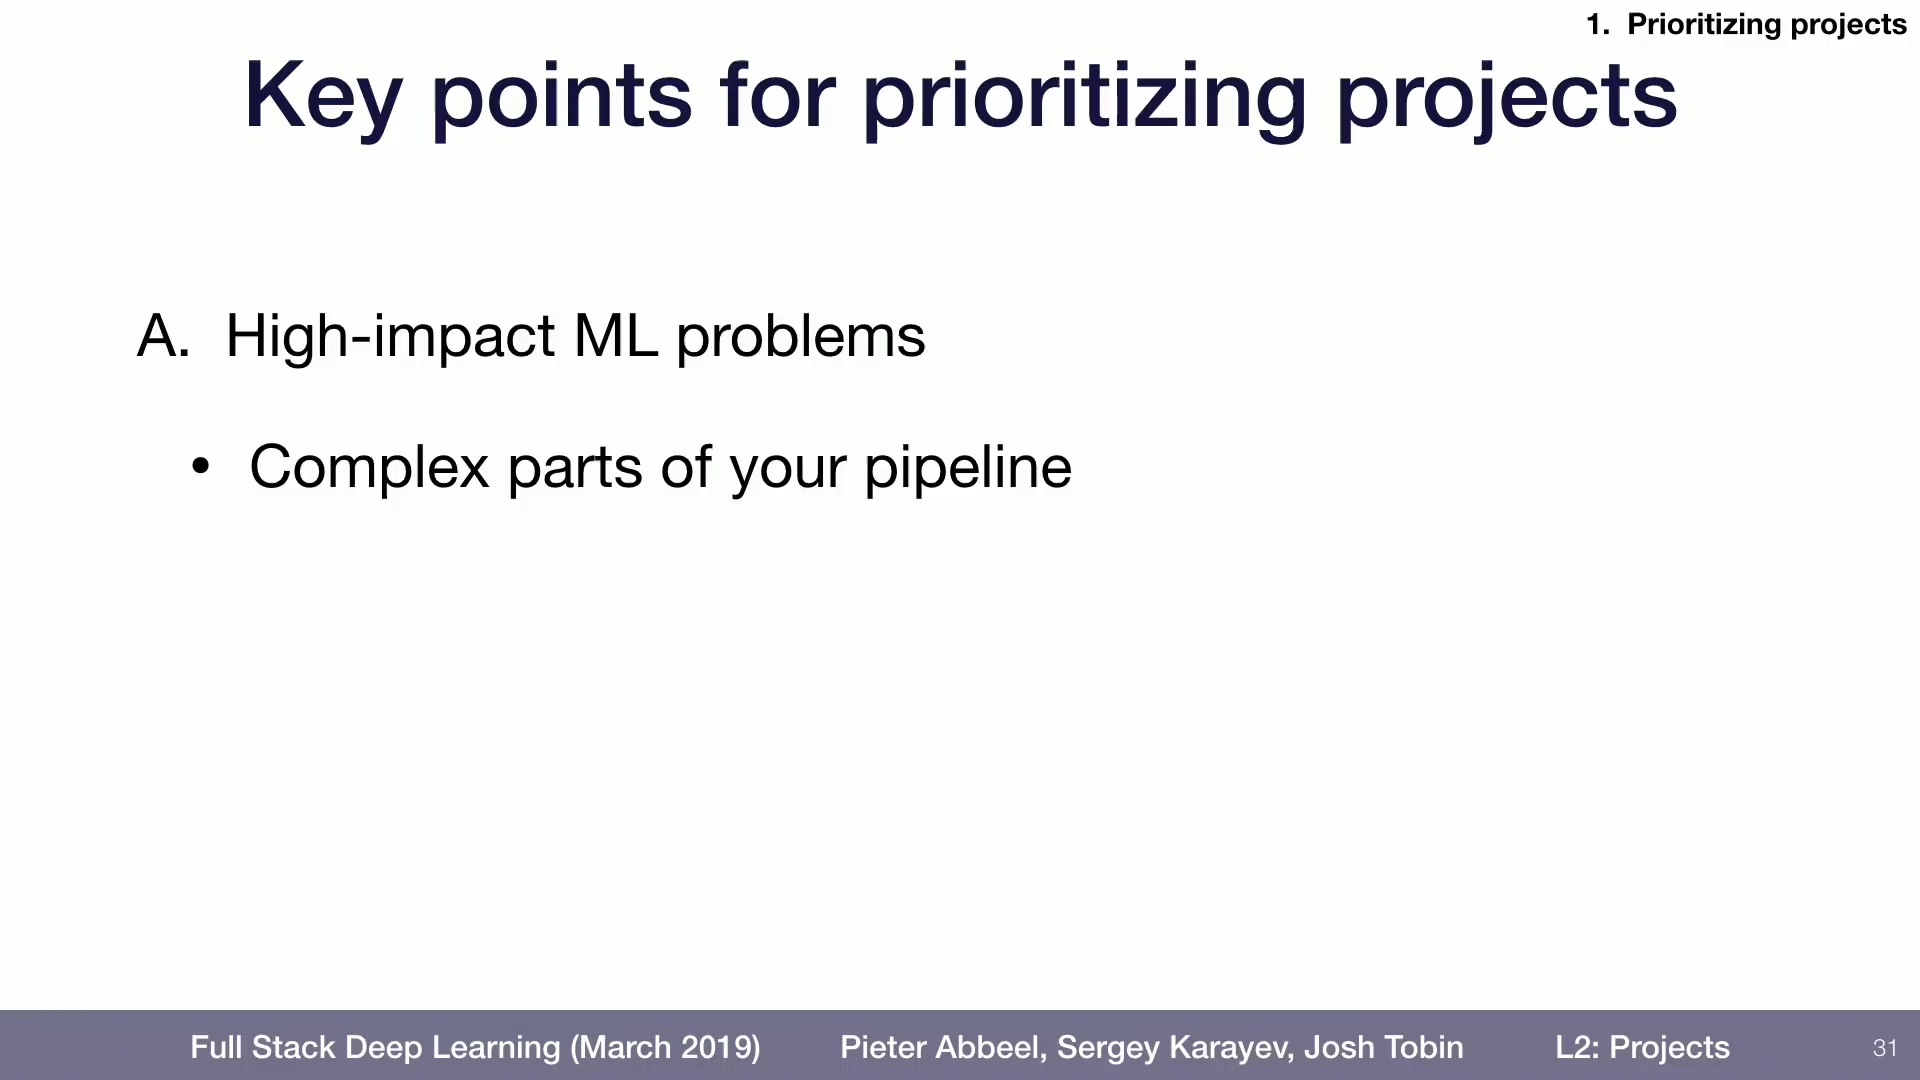 1. Prioritizing projects
Key points for prioritizing projects
A. High-impact ML problems
• Complex parts of your pipeline
Full Stack Deep Learning (March 2019) Pieter Abbeel, Sergey Karayev, Josh Tobin L2: Projects 31